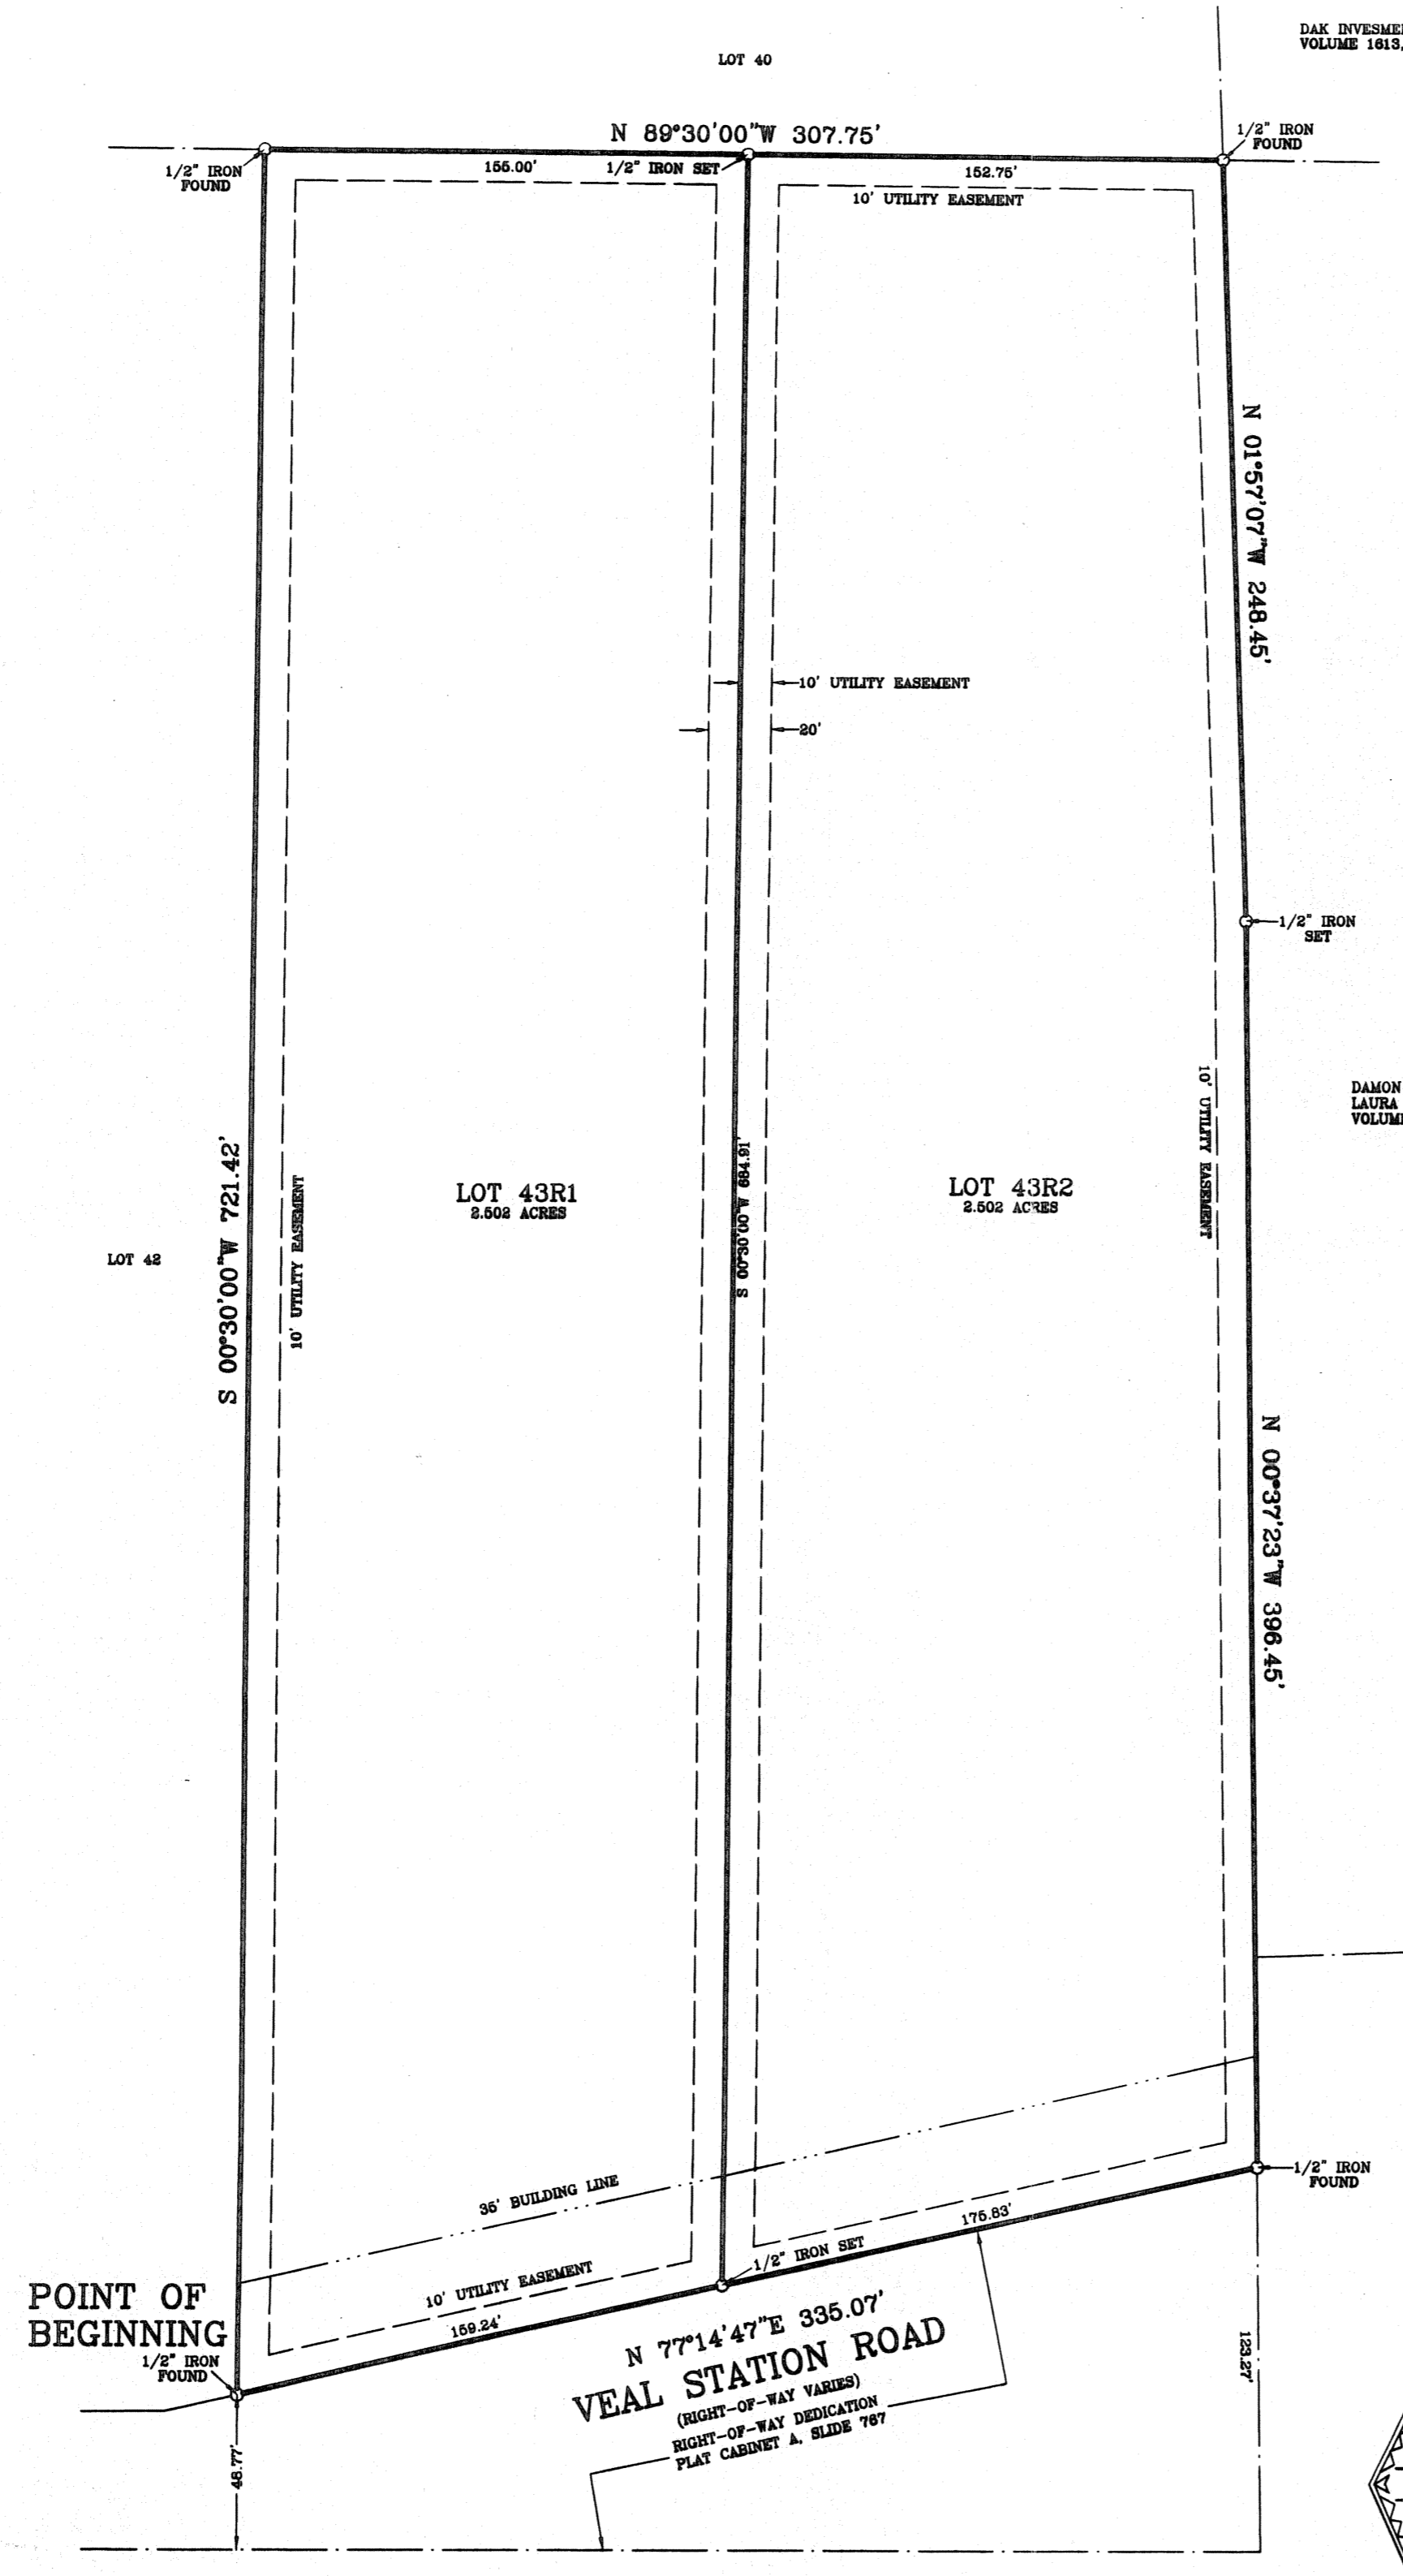 DAK INVESME
VOLUME 1613,
LOT 40
N 89°30'00"W 307.75'
1/2" IRON
FOUND
1/2" IRON
FOUND
155.00'
1/2" IRON SET
152.75'
10' UTILITY EASEMENT
N 01°57'07"W 248.45'
10' UTILITY EASEMENT
20'
1/2" IRON
SET
10' UTILITY EASEMENT
DAMON
LAURA
VOLUM
S 00°30'00"W 721.42'
10' UTILITY EASEMENT
LOT 43R1
2.502 ACRES
S 00°30'00"W 684.91'
LOT 43R2
2.502 ACRES
LOT 42
N 00°37'23"W 396.45'
35' BUILDING LINE
1/2" IRON
FOUND
175.83'
1/2" IRON SET
10' UTILITY EASEMENT
159.24'
POINT OF
BEGINNING
1/2" IRON
FOUND
N 77°14'47"E 335.07'
VEAL STATION ROAD
(RIGHT-OF-WAY VARIES)
RIGHT-OF-WAY DEDICATION
PLAT CABINET A, SLIDE 767
123.27'
48.77'